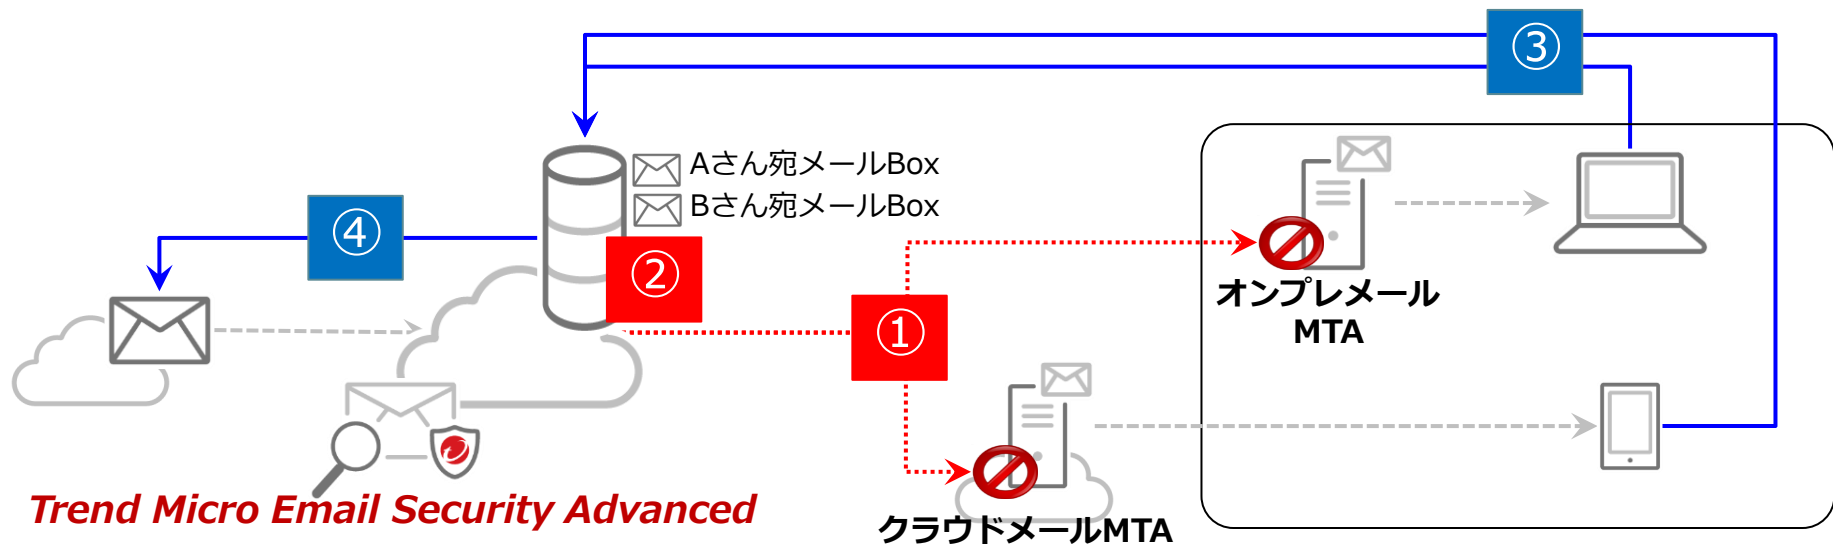 ③
Aさん宛メールBox
Bさん宛メールBox
④
②
①
オンプレメール
MTA
Trend Micro Email Security Advanced
クラウドメールMTA